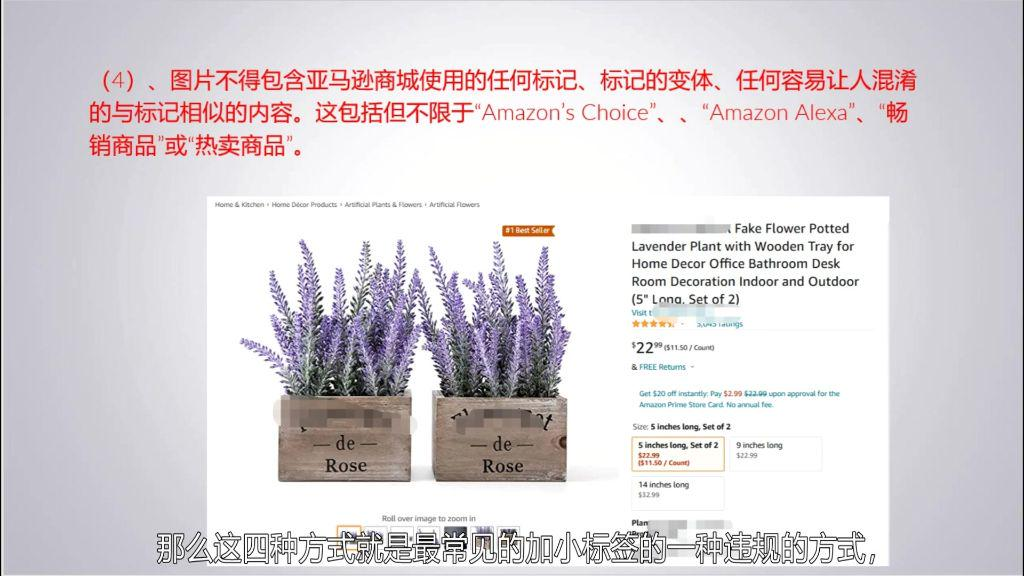 （4）、图片不得包含亚马逊商城使用的任何标记、标记的变体、任何容易让人混淆
的与标记相似的内容。这包括但不限于“Amazon’s Choice”、、“Amazon Alexa”、“畅
销商品”或“热卖商品”。
Home & Kitchen › Home Décor Products › Artificial Plants & Flowers › Artificial Flowers
#1 Best Seller
de
Rose
de
Rose
Roll over image to zoom in
Fake Flower Potted
Lavender Plant with Wooden Tray for
Home Decor Office Bathroom Desk
Room Decoration Indoor and Outdoor
(5" Long, Set of 2)
Visit t
5,045 ratings
$22⁹⁹ ($11.50 / Count)
& FREE Returns
Get $20 off instantly: Pay $2.99 $22.99 upon approval for the
Amazon Prime Store Card. No annual fee.
Size: 5 inches long, Set of 2
5 inches long, Set of 2
$22.99
($11.50 / Count)
9 inches long
$22.99
14 inches long
$32.99
Plan
那么这四种方式就是最常见的加小标签的一种违规的方式，